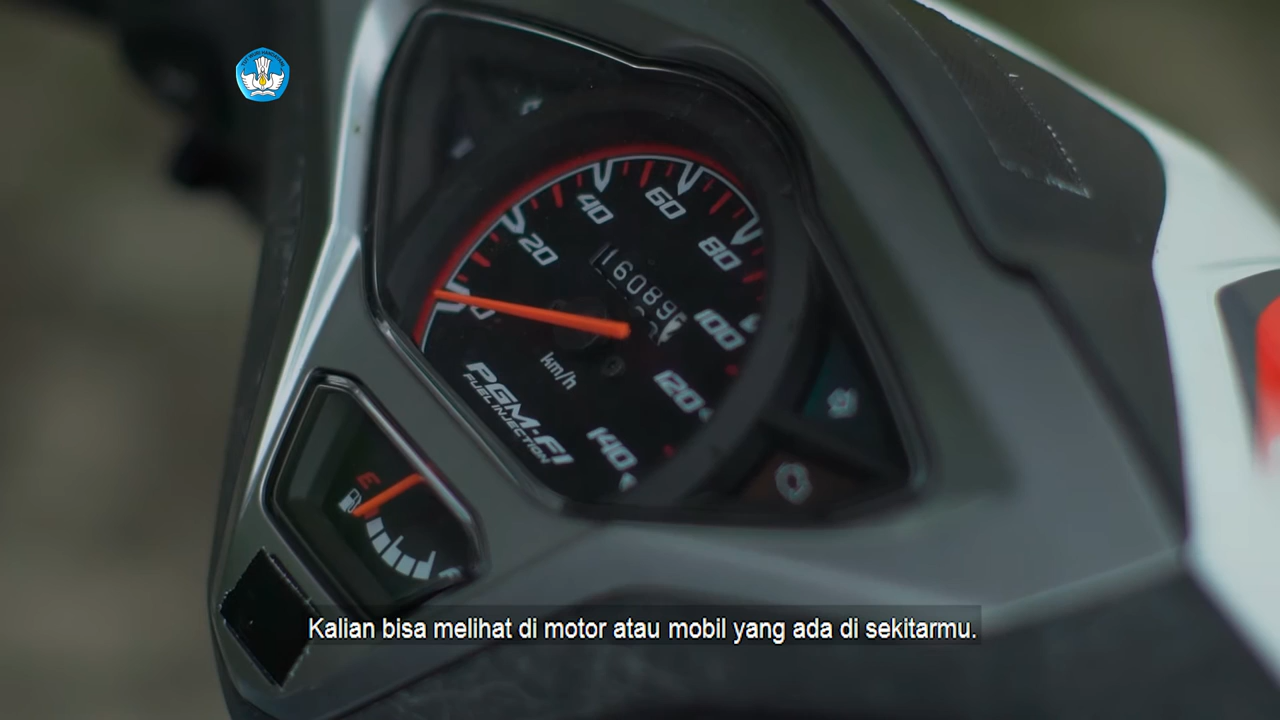 20
40
60
80
100
120
140
160896
km/h
PGM-FI
FUEL INJECTION
E
F
Kalian bisa melihat di motor atau mobil yang ada di sekitarmu.